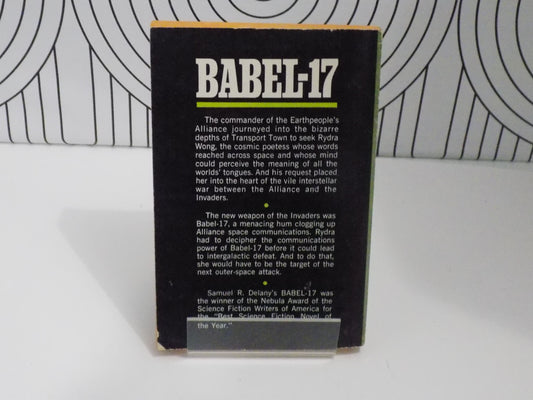 BABEL-17
The commander of the Earthpeople's
Alliance journeyed into the bizarre
depths of Transport Town to seek Rydra
Wong, the cosmic poetess whose words
reached across space and whose mind
could perceive the meaning of all the
worlds' tongues. And his request placed
her into the heart of the vile interstellar
war between the Alliance and the
Invaders.
The new weapon of the Invaders was
Babel-17, a menacing hum clogging up
Alliance space communications. Rydra
had to decipher the communications
power of Babel-17 before it could lead
to intergalactic defeat. And to do that,
she would have to be the target of the
next outer-space attack.
Samuel R. Delany's BABEL-17 was
the winner of the Nebula Award of the
Science Fiction Writers of America for
the "Best Science Fiction Novel of
the Year."